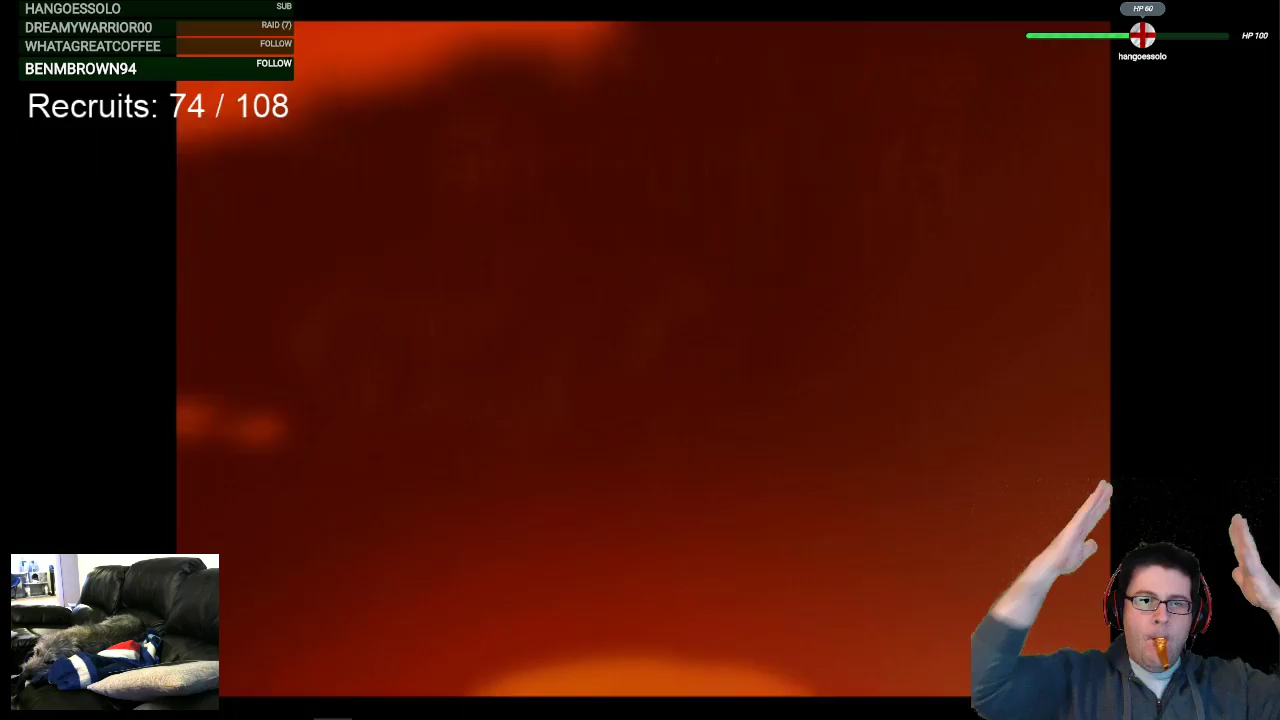 HANGOESSOLO SUB
DREAMYWARRIOR00 RAID (7)
WHATAGREATCOFFEE FOLLOW
BENMBROWN94 FOLLOW
Recruits: 74 / 108
HP 60
HP 100
hangoessolo